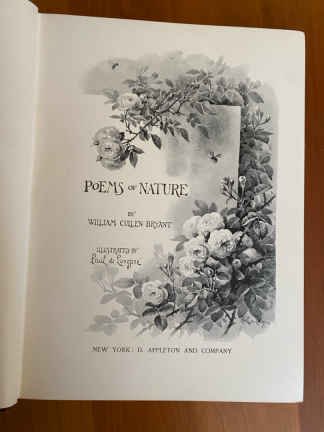 POEMS OF NATURE
BY
WILLIAM CULLEN BRYANT
ILLUSTRATED BY
Paul de Longpré
NEW YORK: D. APPLETON AND COMPANY